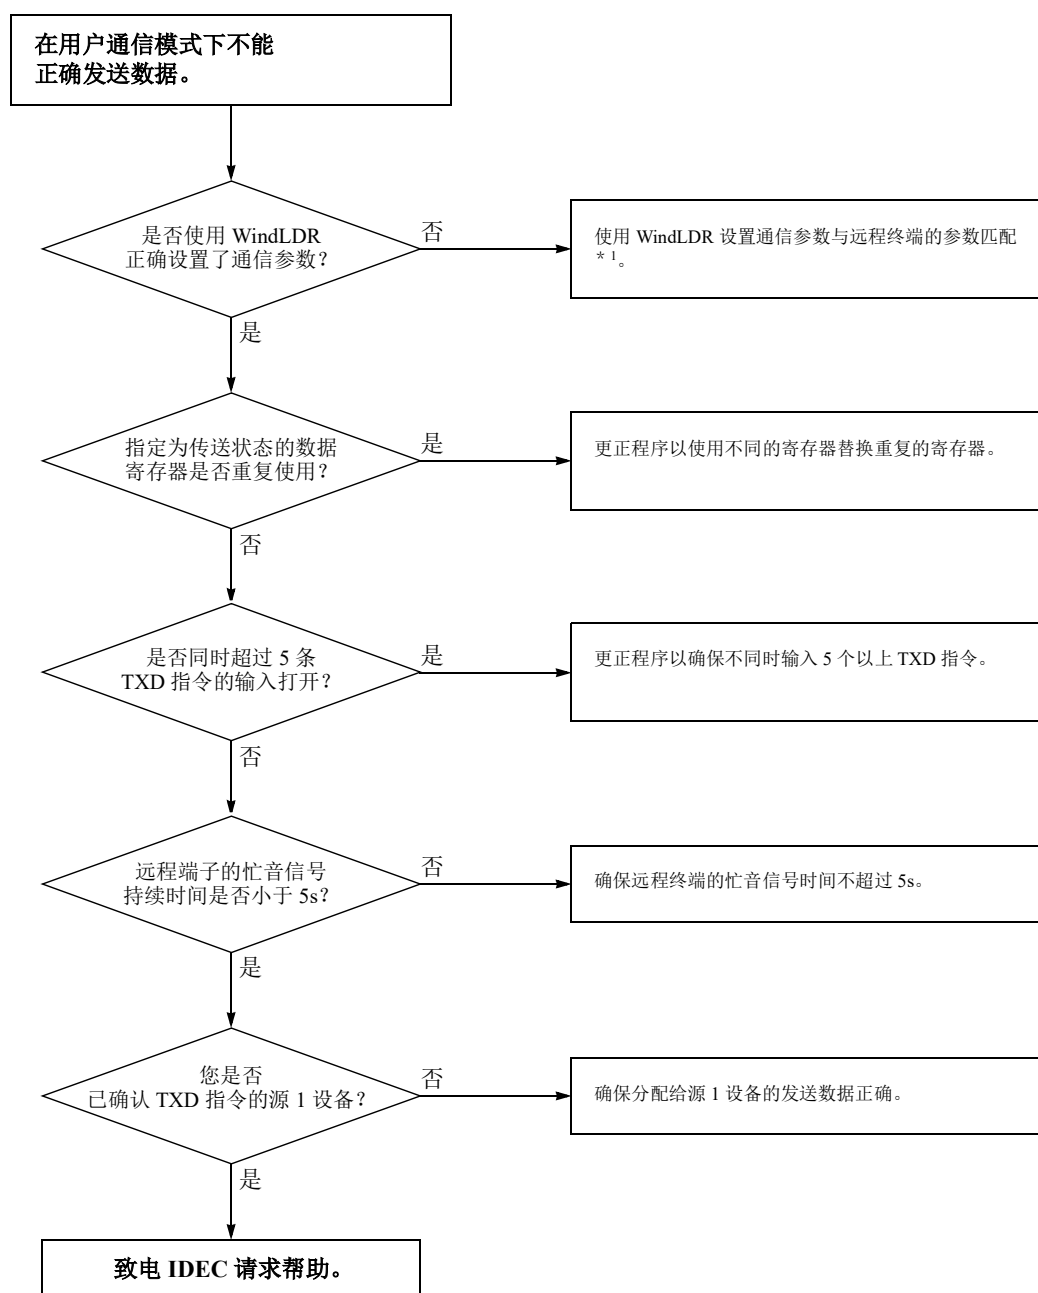 在用户通信模式下不能
正确发送数据。
是否使用 WindLDR
正确设置了通信参数？
否
使用 WindLDR 设置通信参数与远程终端的参数匹配
*1。
是
指定为传送状态的数据
寄存器是否重复使用？
是
更正程序以使用不同的寄存器替换重复的寄存器。
否
是否同时超过 5 条
TXD 指令的输入打开？
是
更正程序以确保不同时输入 5 个以上 TXD 指令。
否
远程端子的忙音信号
持续时间是否小于 5s？
否
确保远程终端的忙音信号时间不超过 5s。
是
您是否
已确认 TXD 指令的源 1 设备？
否
确保分配给源 1 设备的发送数据正确。
是
致电 IDEC 请求帮助。